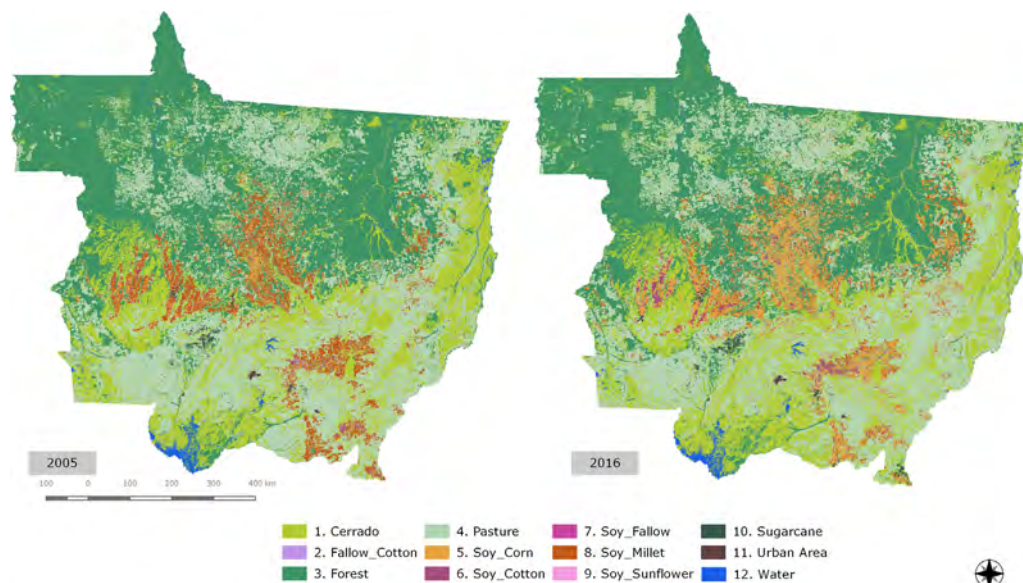 2005
2016
100 0 100 200 300 400 km
1. Cerrado
2. Fallow_Cotton
3. Forest
4. Pasture
5. Soy_Corn
6. Soy_Cotton
7. Soy_Fallow
8. Soy_Millet
9. Soy_Sunflower
10. Sugarcane
11. Urban Area
12. Water